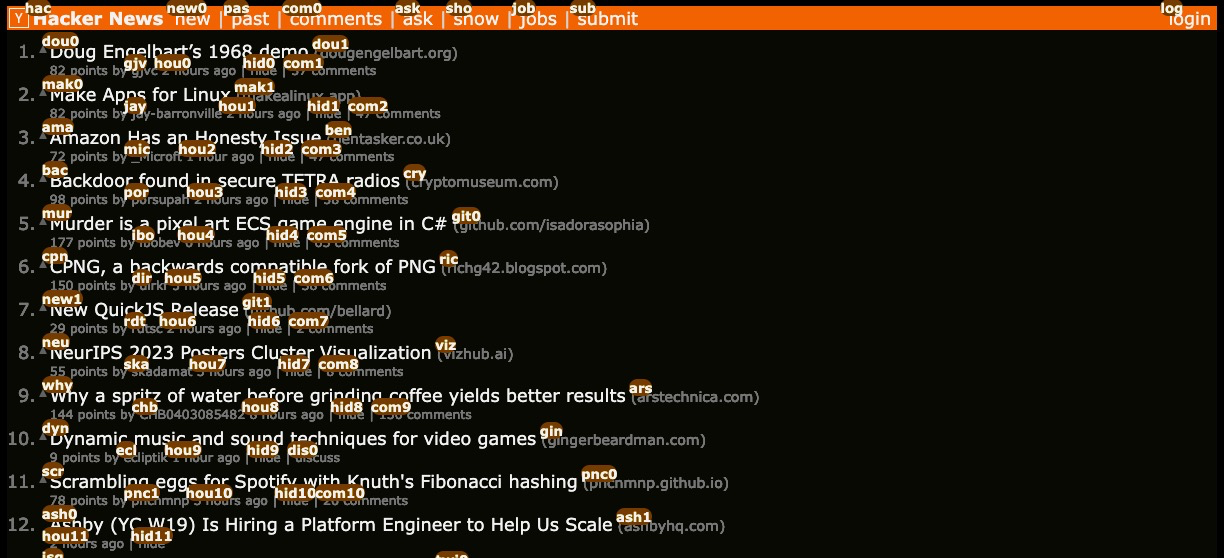 hac new0 pas com0 ask sho job sub log
Y Hacker News new | past | comments | ask | show | jobs | submit login
dou0 dou1
1. Doug Engelbart’s 1968 demo (dougengelbart.org)
gjv hou0 hid0 com1
82 points by gjvc 2 hours ago | hide | 37 comments
mak0 mak1
2. Make Apps for Linux (makealinux.app)
jay hou1 hid1 com2
82 points by jay-barronville 2 hours ago | hide | 47 comments
ama ben
3. Amazon Has an Honesty Issue (bentasker.co.uk)
mic hou2 hid2 com3
72 points by _Microft 1 hour ago | hide | 47 comments
bac cry
4. Backdoor found in secure TETRA radios (cryptomuseum.com)
por hou3 hid3 com4
98 points by porsupah 2 hours ago | hide | 38 comments
mur git0
5. Murder is a pixel art ECS game engine in C# (github.com/isadorasophia)
ibo hou4 hid4 com5
177 points by ibobev 6 hours ago | hide | comments
cpn ric
6. CPNG, a backwards compatible fork of PNG (richg42.blogspot.com)
dir hou5 hid5 com6
150 points by dirkt 5 hours ago | hide | comments
new1 git1
7. New QuickJS Release (github.com/bellard)
rdt hou6 hid6 com7
29 points by rdtsc 2 hours ago | hide | 2 comments
neu viz
8. NeurIPS 2023 Posters Cluster Visualization (vizhub.ai)
ska hou7 hid7 com8
55 points by skadamat hours ago | hide | comments
why ars
9. Why a spritz of water before grinding coffee yields better results (arstechnica.com)
chb hou8 hid8 com9
144 points by CHB0403085482 8 hours ago | hide | comments
dyn gin
10. Dynamic music and sound techniques for video games (gingerbeardman.com)
ecl hou9 hid9 dis0
9 points by ecliptik 1 hour ago | hide | discuss
scr pnc0
11. Scrambling eggs for Spotify with Knuth's Fibonacci hashing (pncnmnp.github.io)
pnc1 hou10 hid10 com10
78 points by pncnmnp hours ago | hide | comments
ash0 ash1
12. Ashby (YC W19) Is Hiring a Platform Engineer to Help Us Scale (ashbyhq.com)
hou11 hid11
2 hours ago | hide